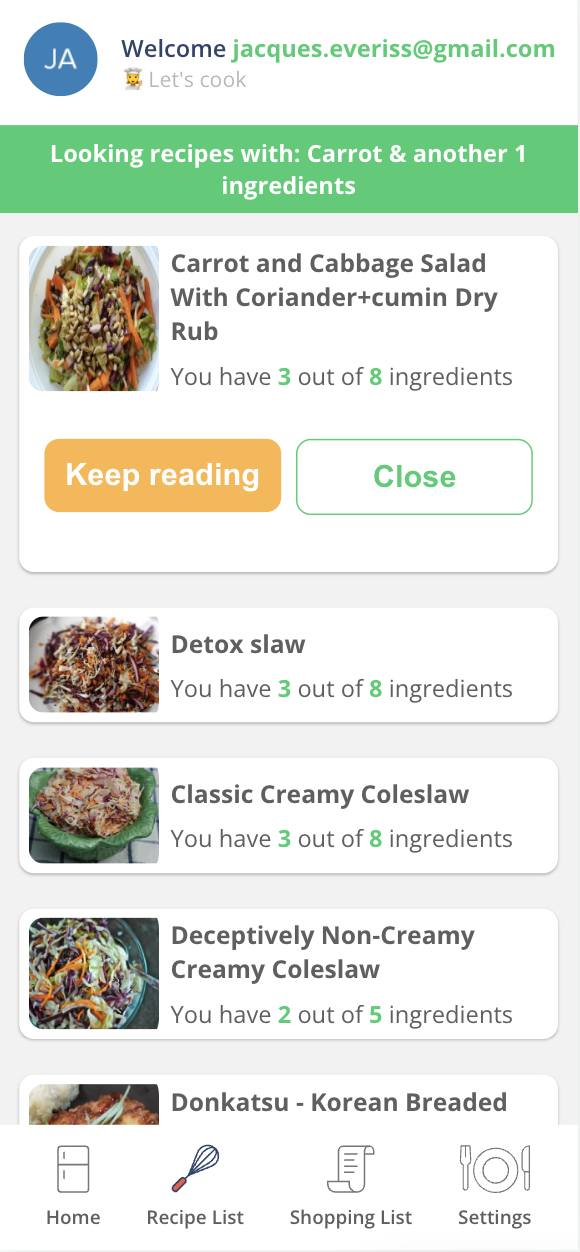 JA
Welcome jacques.everiss@gmail.com
Let's cook
Looking recipes with: Carrot & another 1
ingredients
Carrot and Cabbage Salad
With Coriander+cumin Dry
Rub
You have 3 out of 8 ingredients
Keep reading
Close
Detox slaw
You have 3 out of 8 ingredients
Classic Creamy Coleslaw
You have 3 out of 8 ingredients
Deceptively Non-Creamy
Creamy Coleslaw
You have 2 out of 5 ingredients
Donkatsu - Korean Breaded
Home
Recipe List
Shopping List
Settings